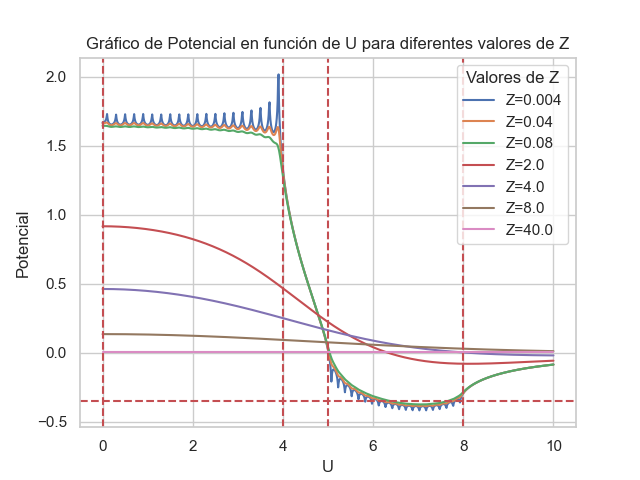 Gráfico de Potencial en función de U para diferentes valores de Z
Valores de Z
Z=0.004
Z=0.04
Z=0.08
Z=2.0
Z=4.0
Z=8.0
Z=40.0
2.0
1.5
1.0
0.5
0.0
−0.5
Potencial
0 2 4 6 8 10
U